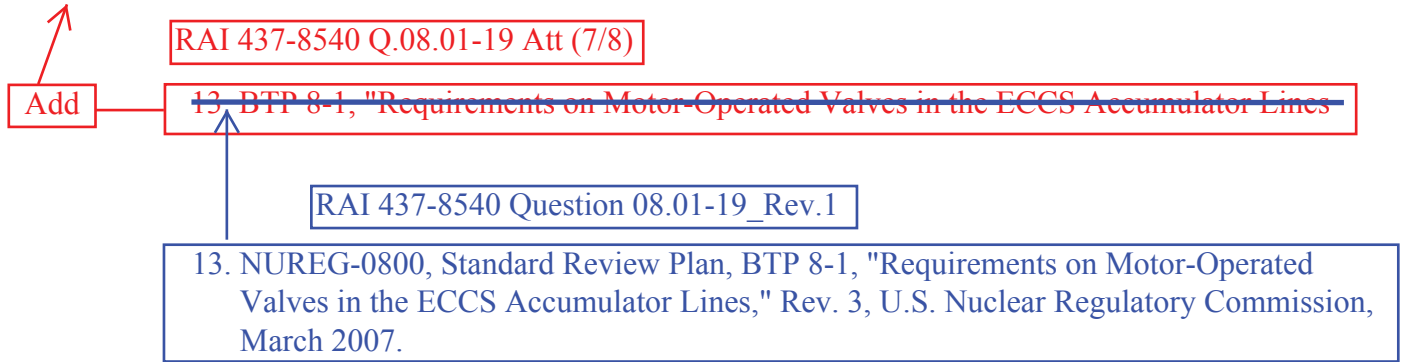 RAI 437-8540 Q.08.01-19 Att (7/8)
Add
13. BTP 8-1, "Requirements on Motor-Operated Valves in the ECCS Accumulator Lines
RAI 437-8540 Question 08.01-19_Rev.1
13. NUREG-0800, Standard Review Plan, BTP 8-1, "Requirements on Motor-Operated
Valves in the ECCS Accumulator Lines," Rev. 3, U.S. Nuclear Regulatory Commission,
March 2007.